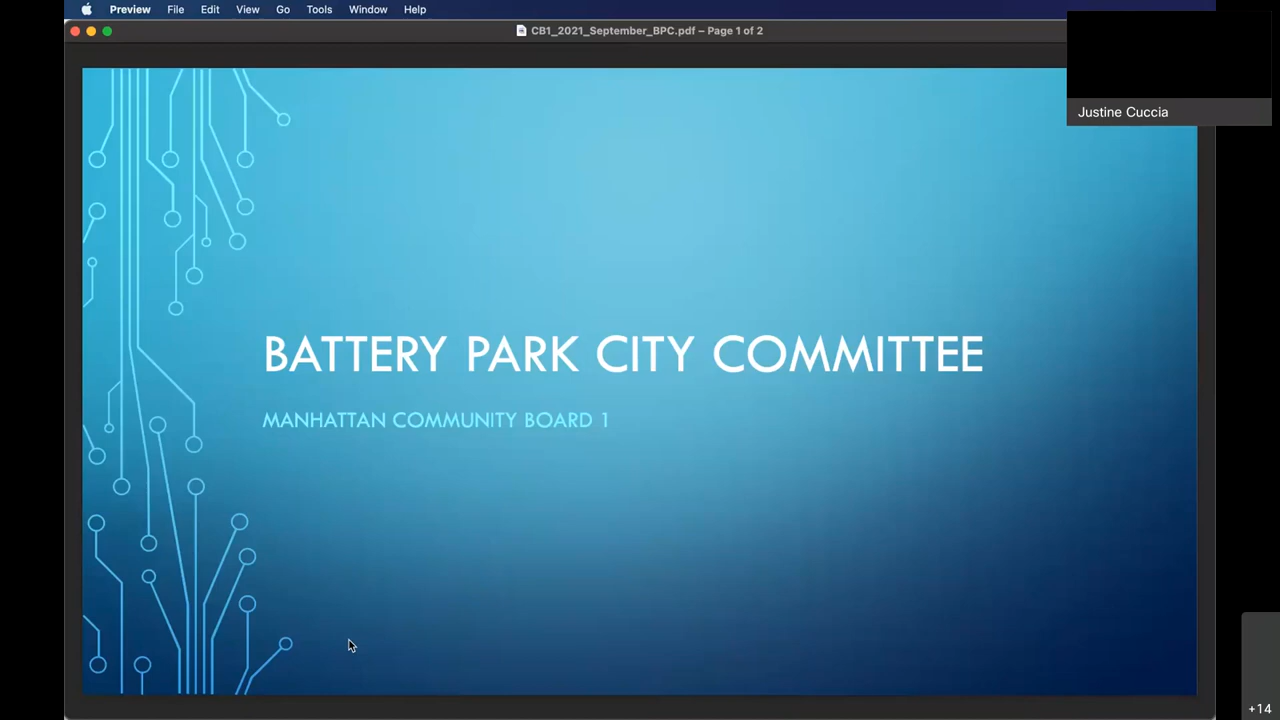 Preview File Edit View Go Tools Window Help
CB1_2021_September_BPC.pdf – Page 1 of 2
Justine Cuccia
BATTERY PARK CITY COMMITTEE
MANHATTAN COMMUNITY BOARD 1
+14